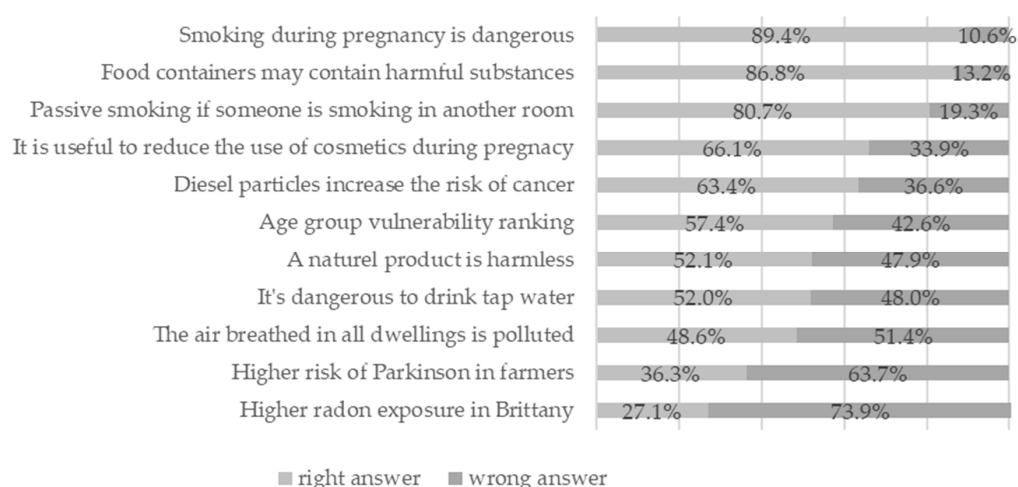 Smoking during pregnancy is dangerous 89.4% 10.6%
Food containers may contain harmful substances 86.8% 13.2%
Passive smoking if someone is smoking in another room 80.7% 19.3%
It is useful to reduce the use of cosmetics during pregnacy 66.1% 33.9%
Diesel particles increase the risk of cancer 63.4% 36.6%
Age group vulnerability ranking 57.4% 42.6%
A naturel product is harmless 52.1% 47.9%
It's dangerous to drink tap water 52.0% 48.0%
The air breathed in all dwellings is polluted 48.6% 51.4%
Higher risk of Parkinson in farmers 36.3% 63.7%
Higher radon exposure in Brittany 27.1% 73.9%
right answer wrong answer